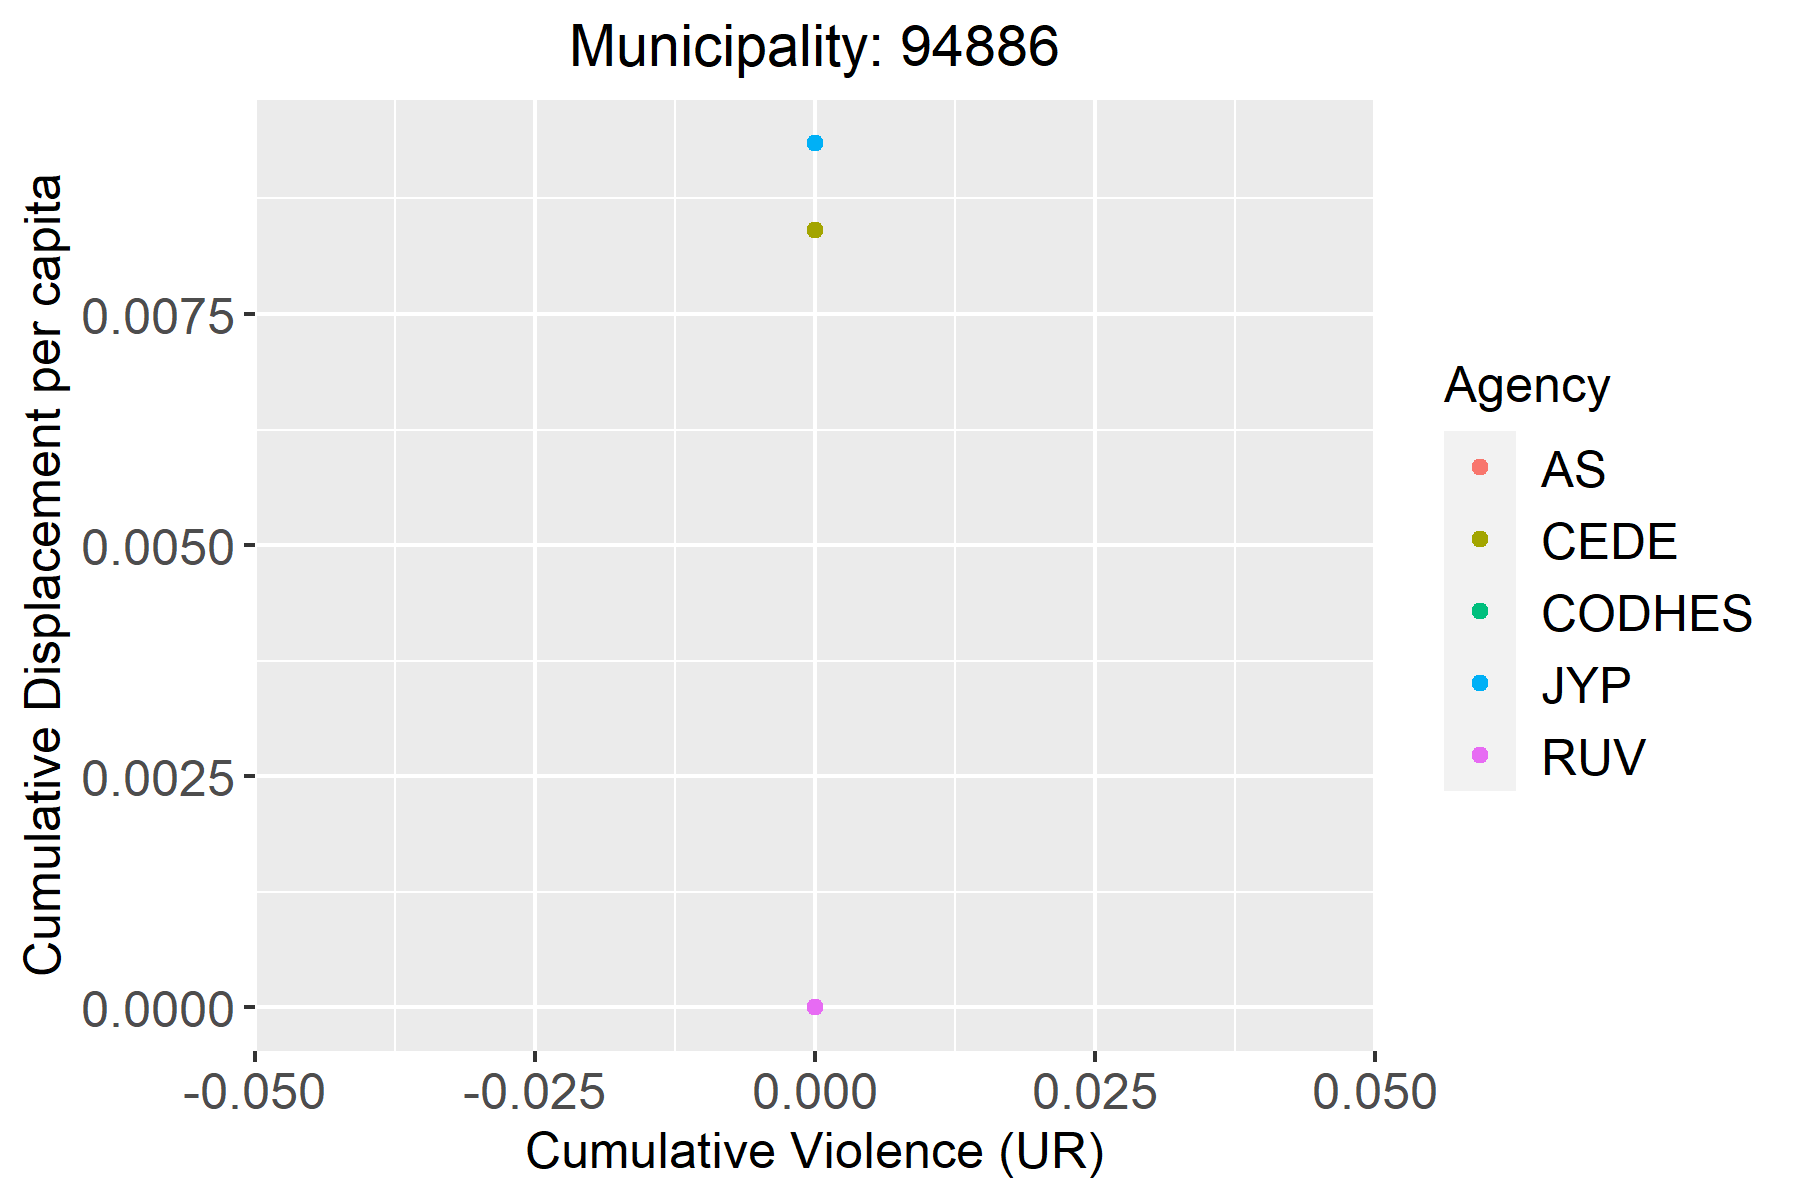 Municipality: 94886
Cumulative Displacement per capita
0.0075
0.0050
0.0025
0.0000
-0.050
-0.025
0.000
0.025
0.050
Cumulative Violence (UR)
Agency
AS
CEDE
CODHES
JYP
RUV